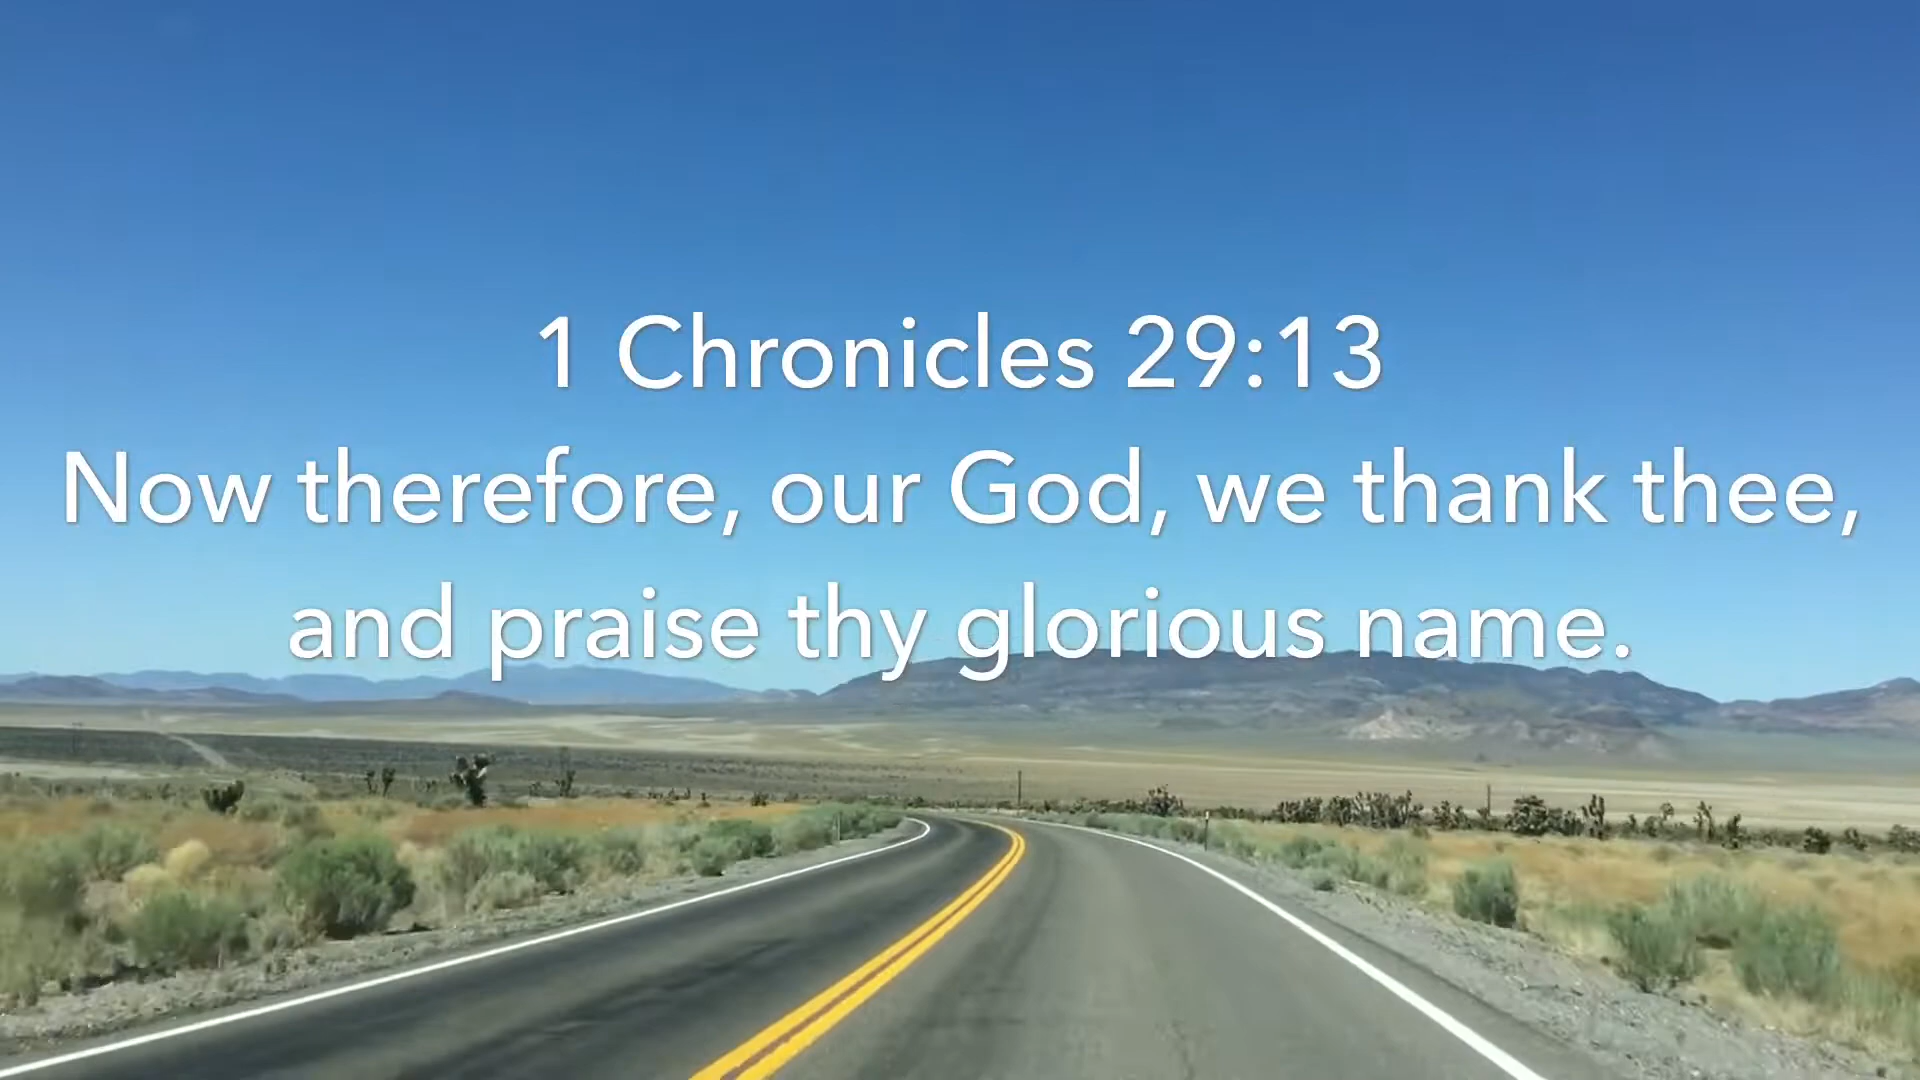 1 Chronicles 29:13
Now therefore, our God, we thank thee,
and praise thy glorious name.